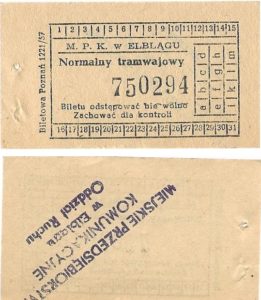 Biletowa Poznań 1221/57
1 2 3 4 5 6 7 8 9 10 11 12 13 14 15
M. P. K. w ELBLĄGU
Normalny tramwajowy
750294
Biletu odstępować nie wolno
Zachować dla kontroli
a b c d
e f g h
i k l m
16 17 18 19 20 21 22 23 24 25 26 27 28 29 30 31
MIEJSKIE PRZEDSIĘBIORSTW
KOMUNIKACYJNE
w Elblągu
Oddział Ruchu